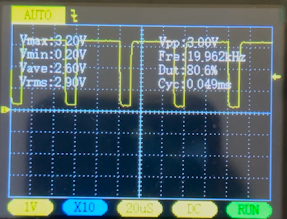 AUTO
Vmax:3.20V Vpp:3.00V
Vmin:0.20V Fre:19.962kHz
Vave:2.60V Dut:80.6%
Vrms:2.90V Cyc:0.049ms
1V X10 20uS DC RUN